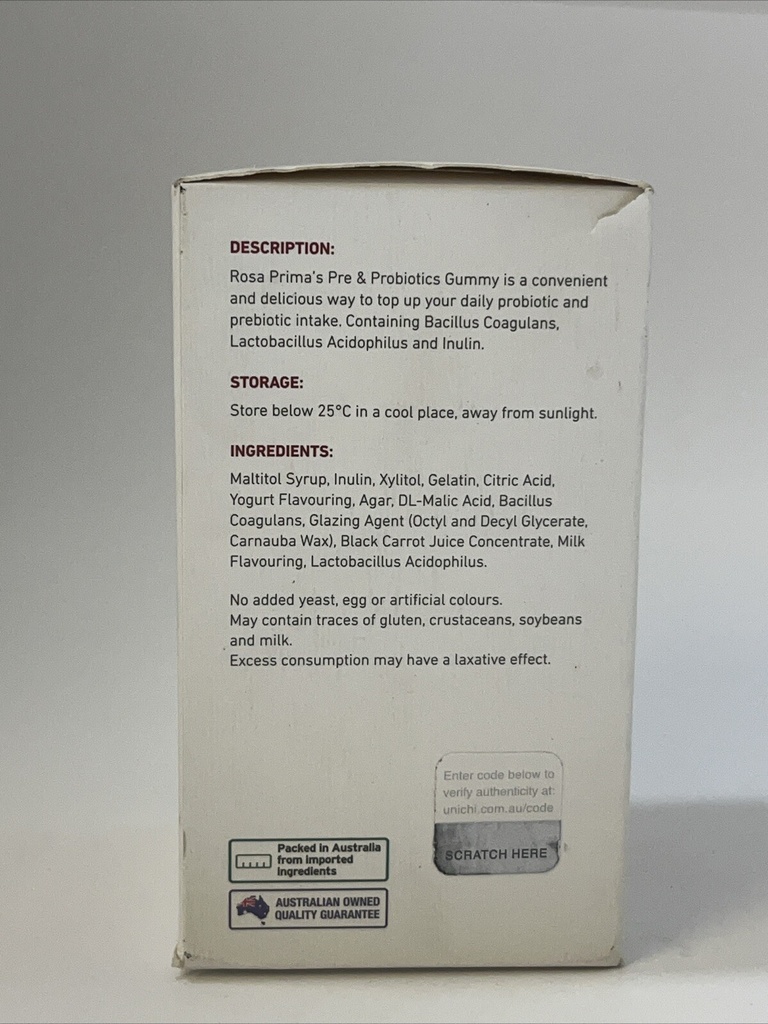 DESCRIPTION:
Rosa Prima's Pre & Probiotics Gummy is a convenient
and delicious way to top up your daily probiotic and
prebiotic intake. Containing Bacillus Coagulans,
Lactobacillus Acidophilus and Inulin.
STORAGE:
Store below 25°C in a cool place, away from sunlight.
INGREDIENTS:
Maltitol Syrup, Inulin, Xylitol, Gelatin, Citric Acid,
Yogurt Flavouring, Agar, DL-Malic Acid, Bacillus
Coagulans, Glazing Agent (Octyl and Decyl Glycerate,
Carnauba Wax), Black Carrot Juice Concentrate, Milk
Flavouring, Lactobacillus Acidophilus.
No added yeast, egg or artificial colours.
May contain traces of gluten, crustaceans, soybeans
and milk.
Excess consumption may have a laxative effect.
Enter code below to
verify authenticity at:
unichi.com.au/code
SCRATCH HERE
Packed in Australia
from imported
ingredients
AUSTRALIAN OWNED
QUALITY GUARANTEE